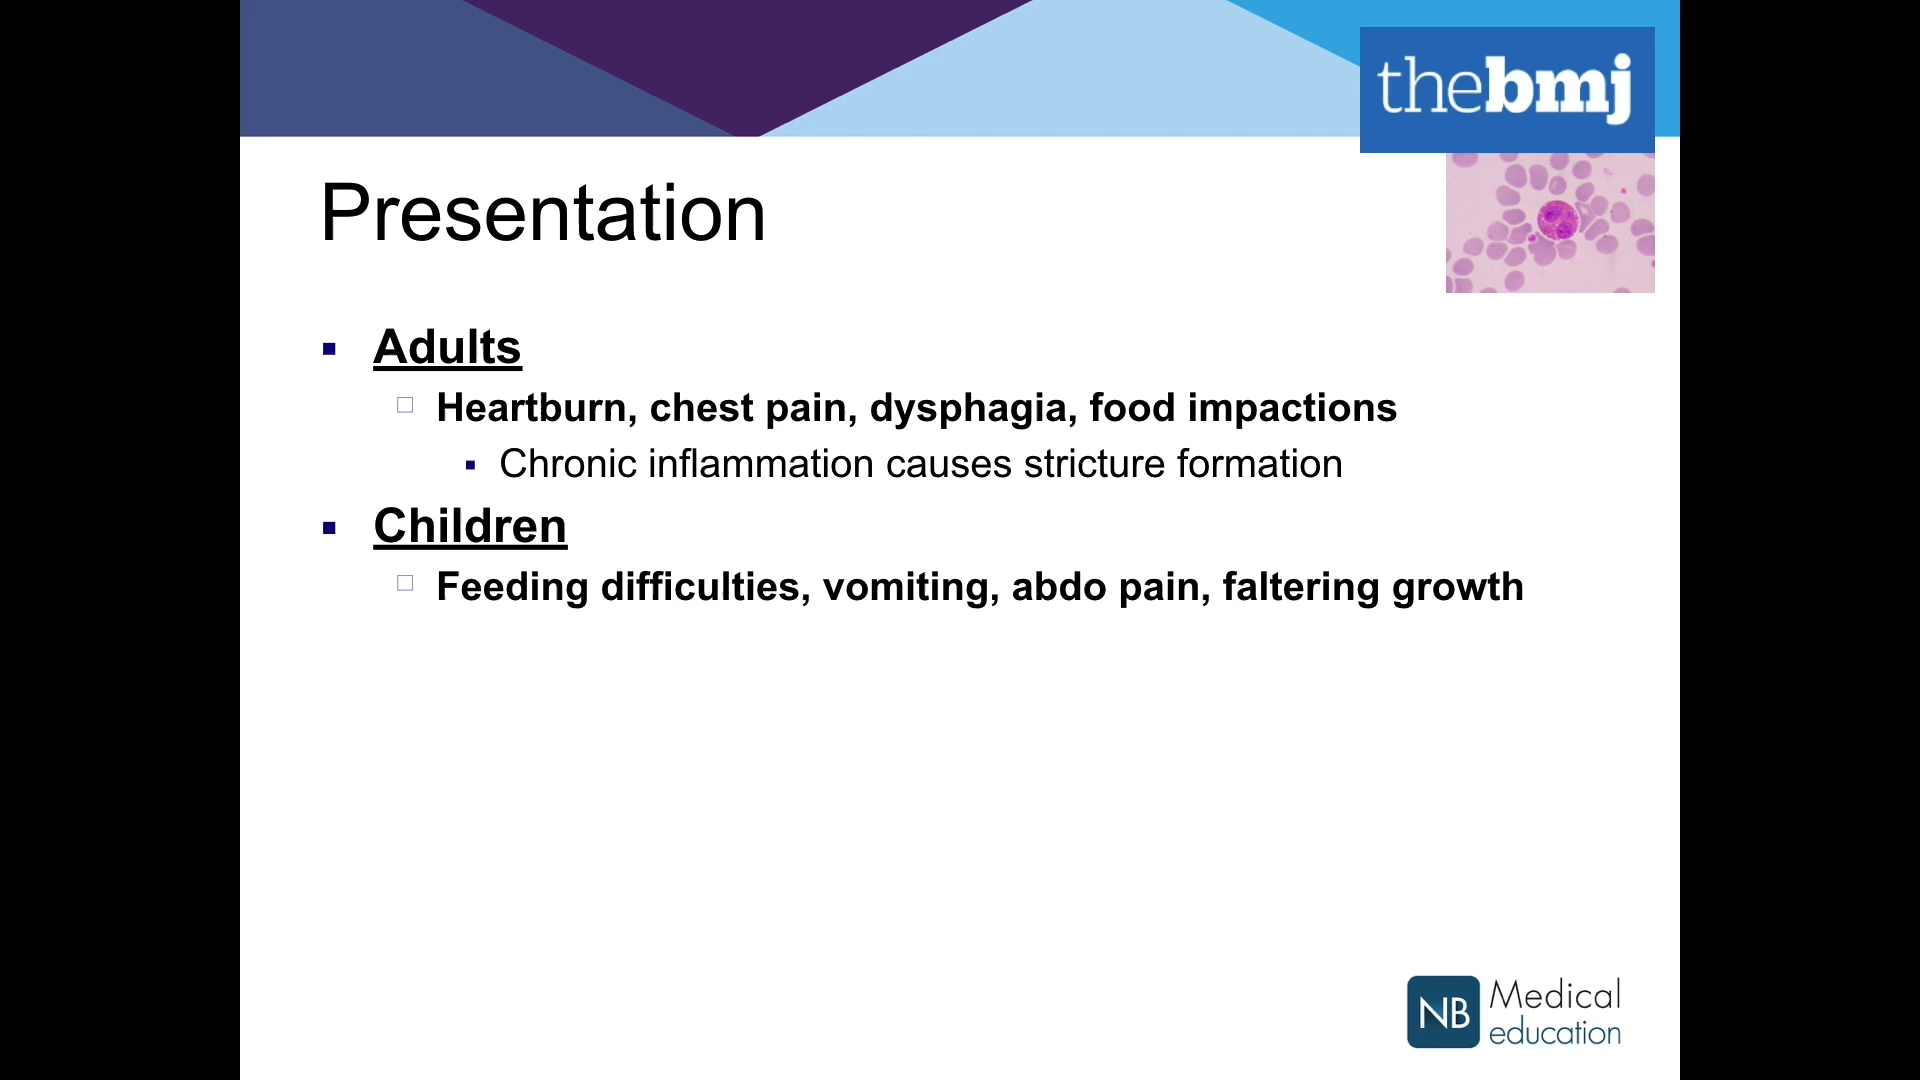 thebmj
Presentation
Adults
Heartburn, chest pain, dysphagia, food impactions
Chronic inflammation causes stricture formation
Children
Feeding difficulties, vomiting, abdo pain, faltering growth
NB Medical
education